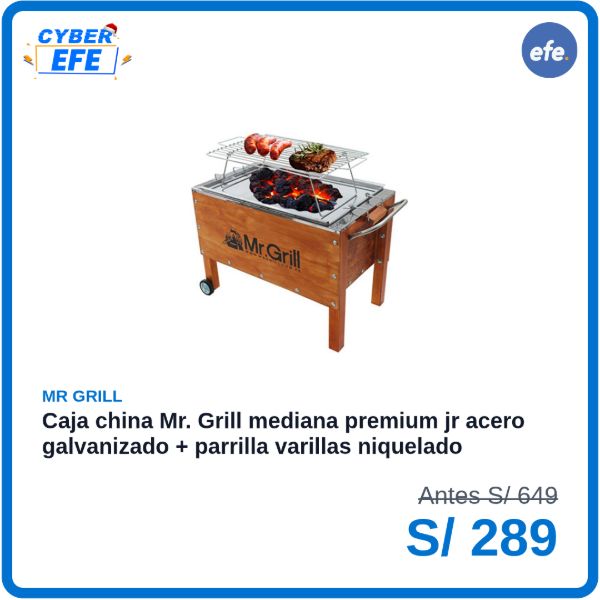 CYBER
EFE
efe.
Mr Grill
MR GRILL
Caja china Mr. Grill mediana premium jr acero
galvanizado + parrilla varillas niquelado
Antes S/ 649
S/ 289